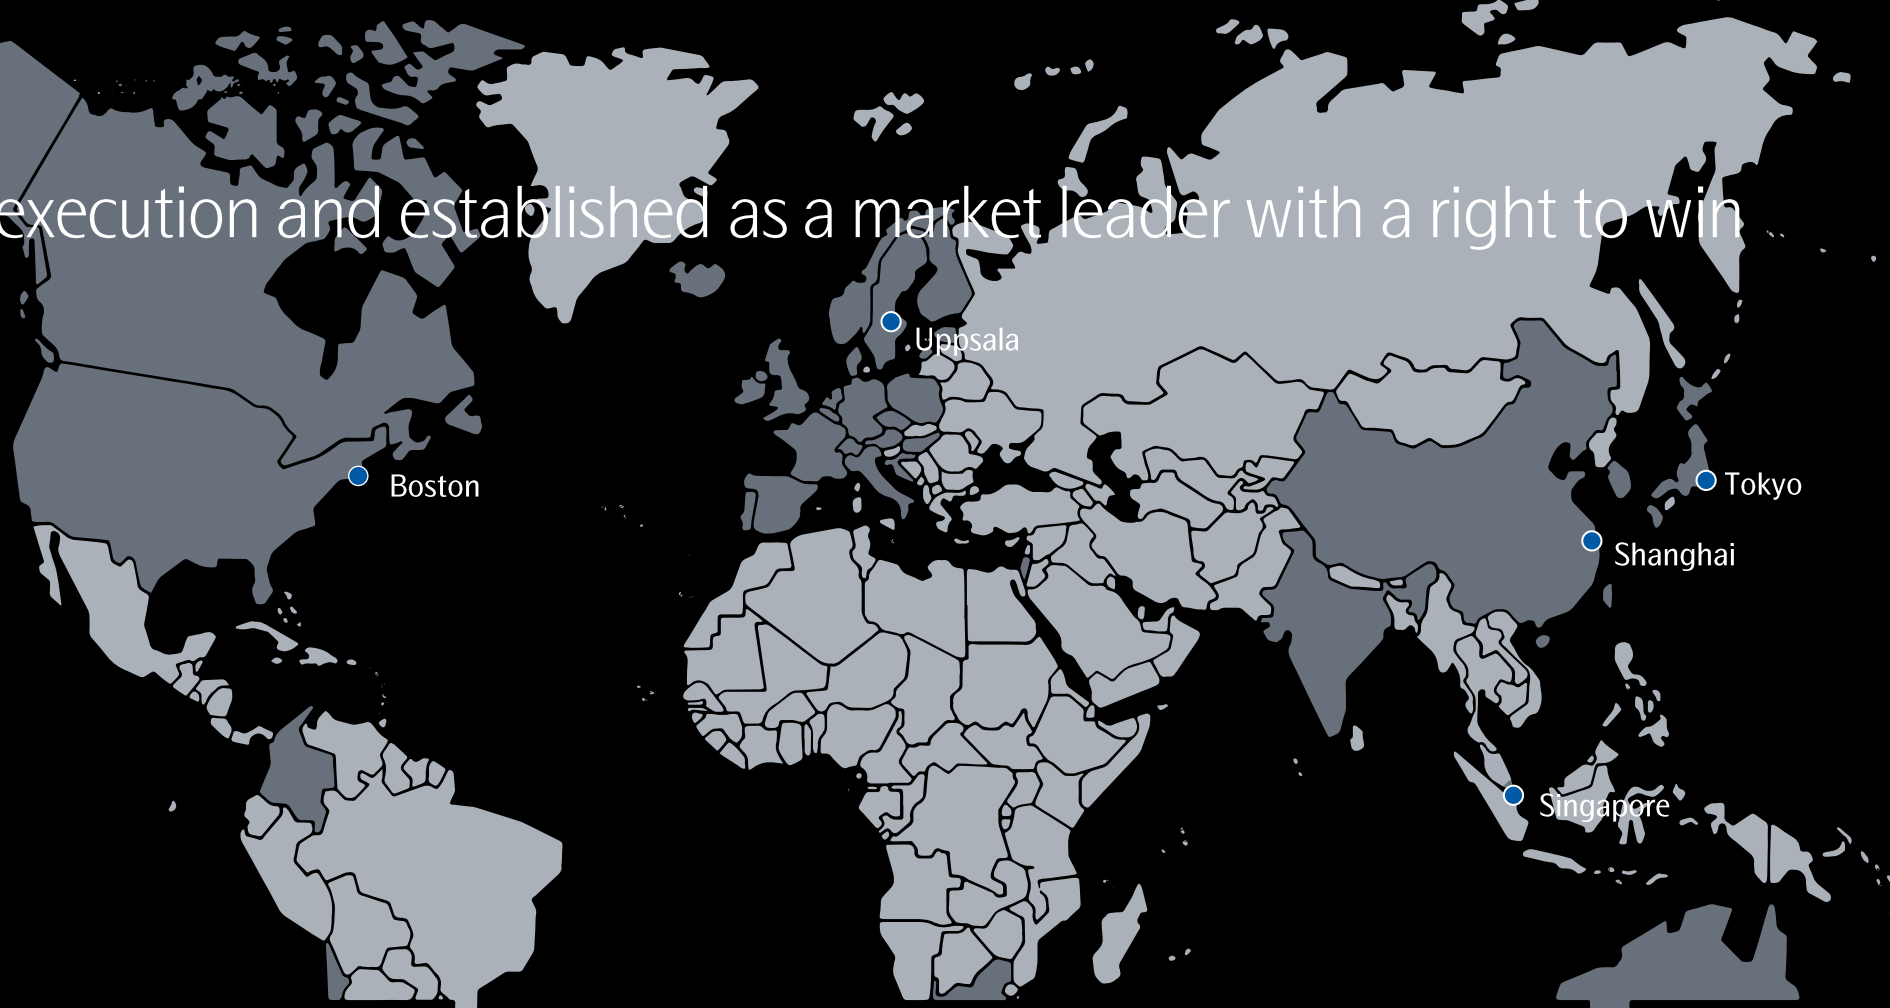 execution and established as a market leader with a right to win
Uppsala
Boston
Tokyo
Shanghai
Singapore